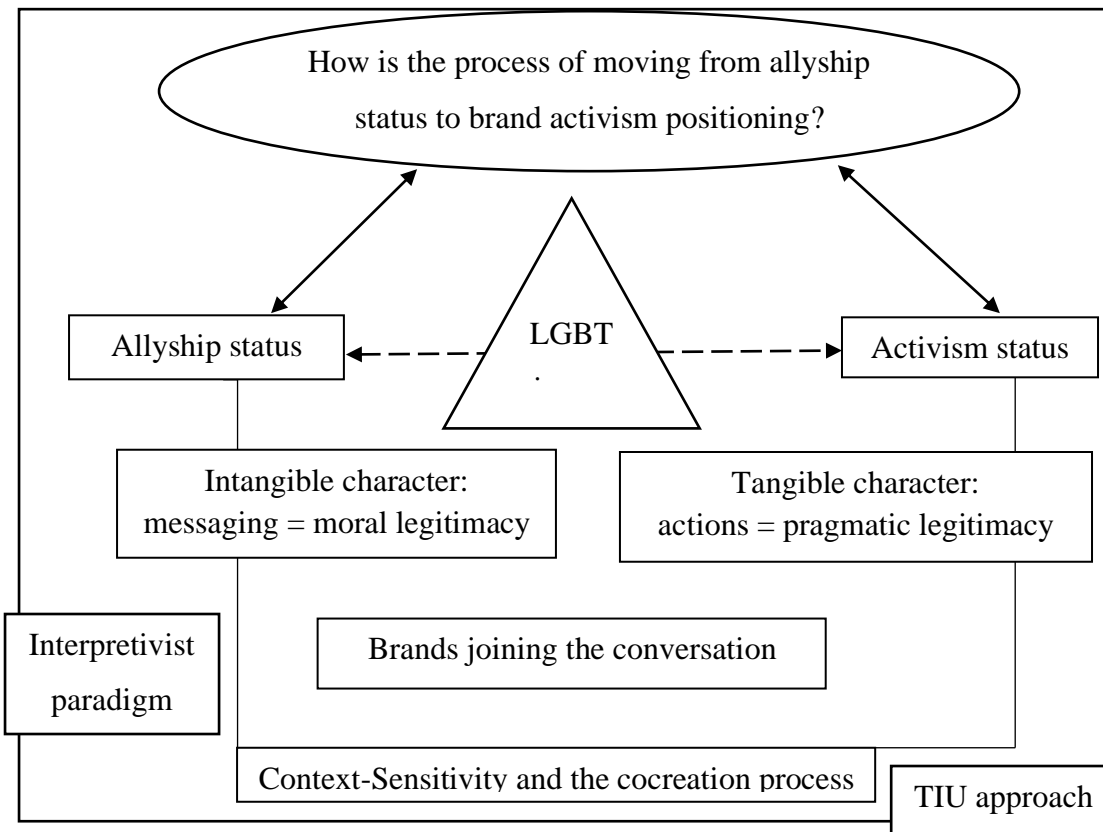 How is the process of moving from allyship
status to brand activism positioning?
LGBT
.
Allyship status
Activism status
Intangible character:
messaging = moral legitimacy
Tangible character:
actions = pragmatic legitimacy
Interpretivist
paradigm
Brands joining the conversation
Context-Sensitivity and the cocreation process
TIU approach